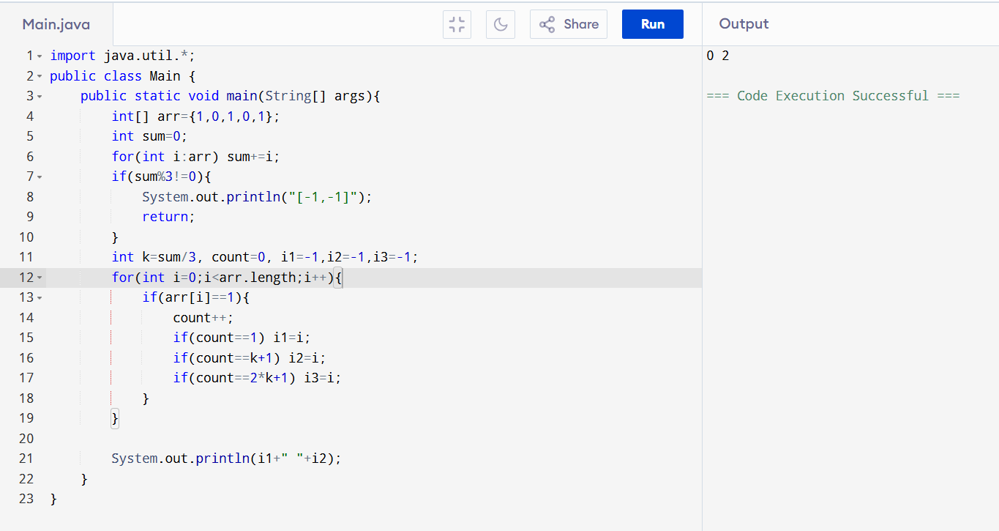 Main.java
Share
Run
Output
1 import java.util.*;
2 public class Main {
3     public static void main(String[] args){
4         int[] arr={1,0,1,0,1};
5         int sum=0;
6         for(int i:arr) sum+=i;
7         if(sum%3!=0){
8             System.out.println("[-1,-1]");
9             return;
10         }
11         int k=sum/3, count=0, i1=-1,i2=-1,i3=-1;
12         for(int i=0;i<arr.length;i++){
13             if(arr[i]==1){
14                 count++;
15                 if(count==1) i1=i;
16                 if(count==k+1) i2=i;
17                 if(count==2*k+1) i3=i;
18             }
19         }
20
21         System.out.println(i1+" "+i2);
22     }
23 }
0 2
=== Code Execution Successful ===